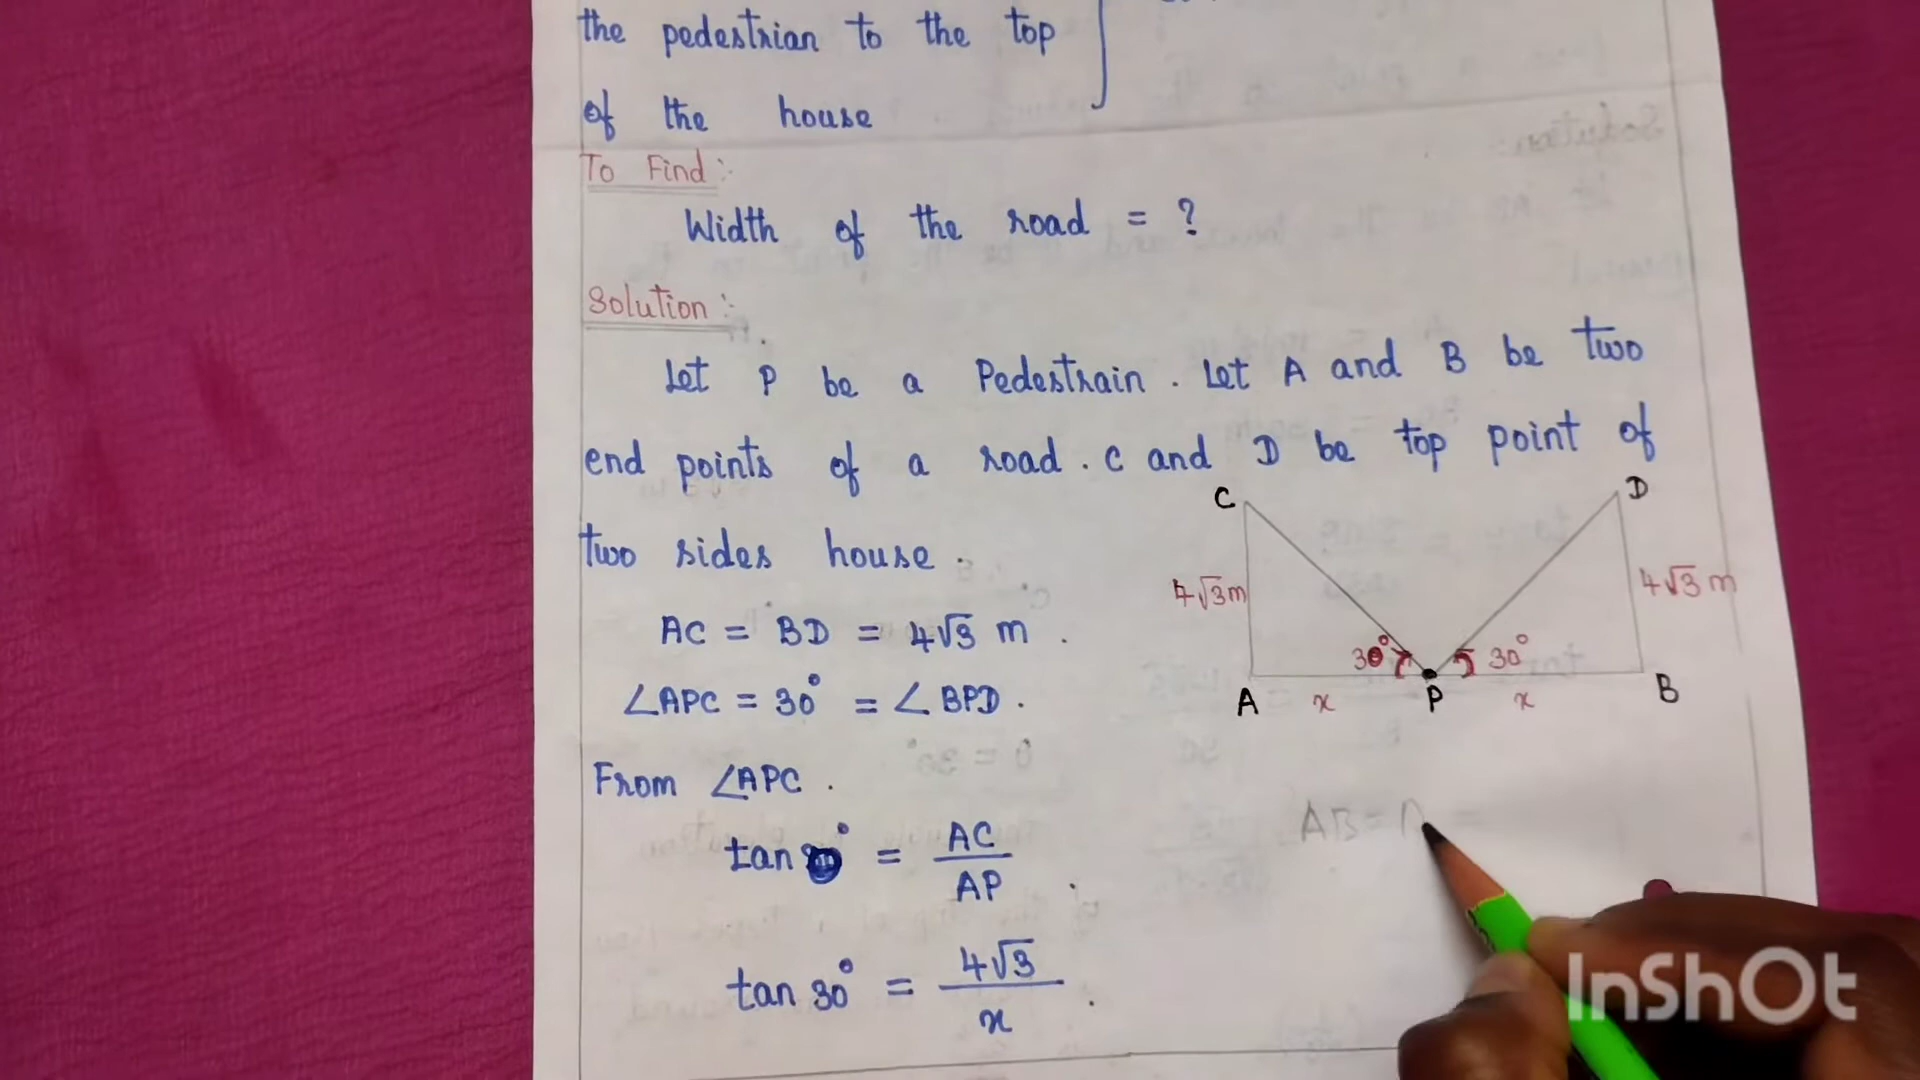 the pedestrian to the top
of the house
To Find :-
Width of the road = ?
Solution :-
Let P be a Pedestrain . Let A and B be two
end points of a road . C and D be top point of
two sides house .
C
D
4√3m
4√3 m
30°
30°
A x P x B
AC = BD = 4√3 m .
∠APC = 30° = ∠BPD .
From ∠APC .
AB =
tan ° = AC/AP .
tan 30° = 4√3/x .
InShOt